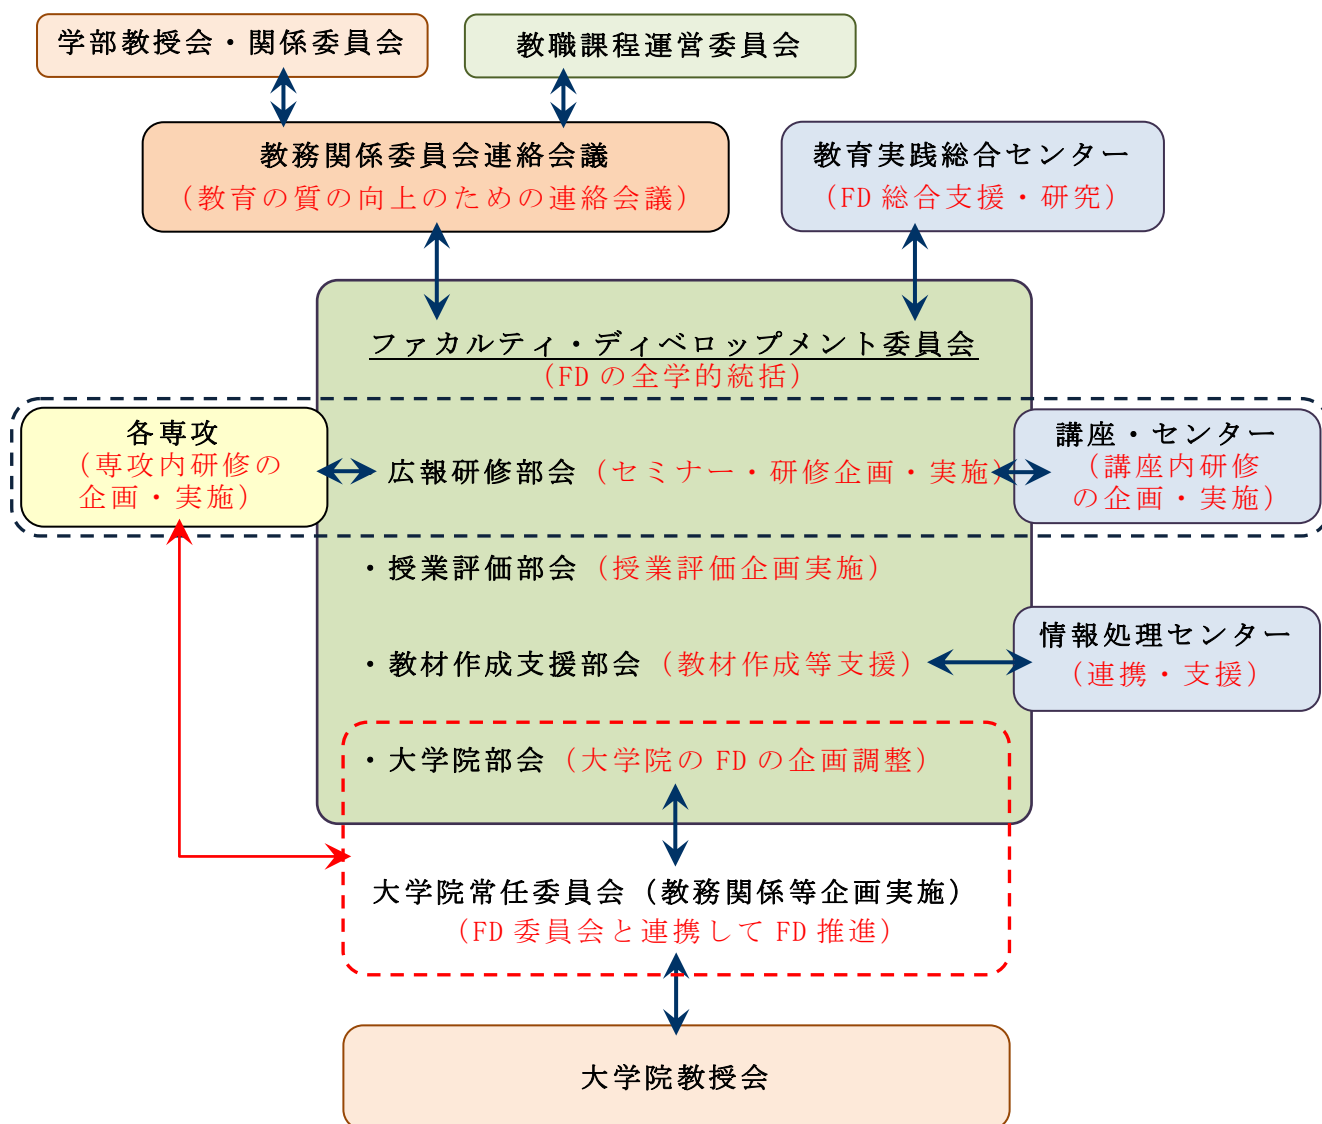 学部教授会・関係委員会
教職課程運営委員会
教務関係委員会連絡会議
（教育の質の向上のための連絡会議）
教育実践総合センター
（FD 総合支援・研究）
ファカルティ・ディベロップメント委員会
（FD の全学的統括）
各専攻
（専攻内研修の
企画・実施）
広報研修部会（セミナー・研修企画・実施）
講座・センター
（講座内研修
の企画・実施）
・授業評価部会（授業評価企画実施）
・教材作成支援部会（教材作成等支援）
情報処理センター
（連携・支援）
・大学院部会（大学院の FD の企画調整）
大学院常任委員会（教務関係等企画実施）
（FD 委員会と連携して FD 推進）
大学院教授会